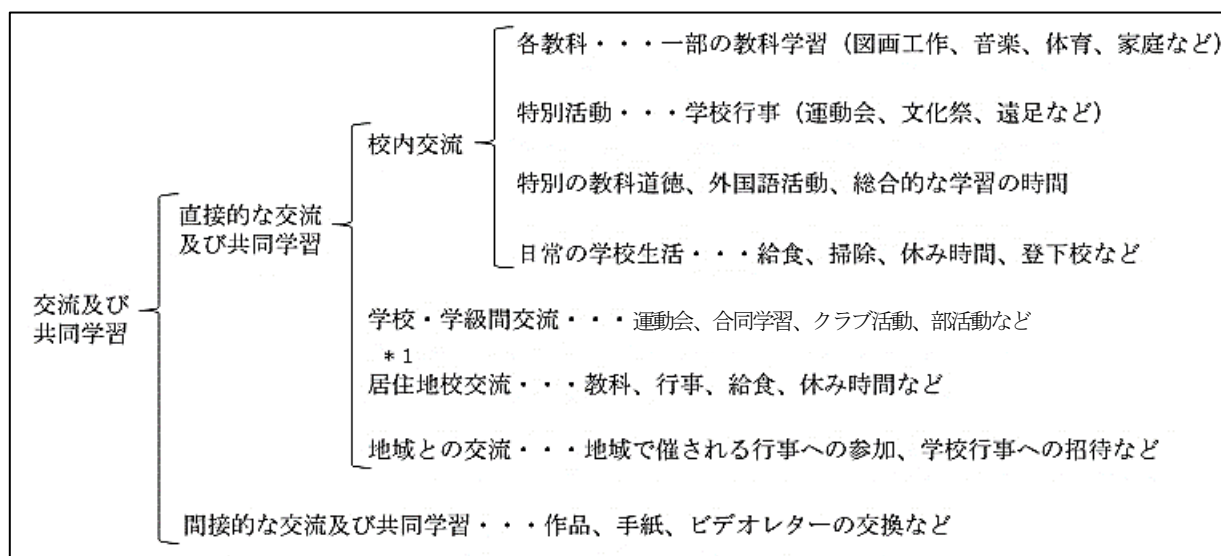 各教科・・・一部の教科学習（図画工作、音楽、体育、家庭など）
特別活動・・・学校行事（運動会、文化祭、遠足など）
校内交流
特別の教科道徳、外国語活動、総合的な学習の時間
直接的な交流
及び共同学習
日常の学校生活・・・給食、掃除、休み時間、登下校など
交流及び
共同学習
学校・学級間交流・・・運動会、合同学習、クラブ活動、部活動など
＊１
居住地校交流・・・教科、行事、給食、休み時間など
地域との交流・・・地域で催される行事への参加、学校行事への招待など
間接的な交流及び共同学習・・・作品、手紙、ビデオレターの交換など